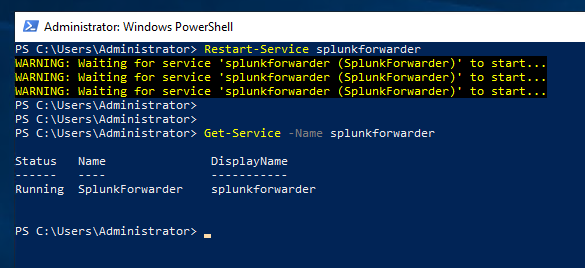 Administrator: Windows PowerShell
PS C:\Users\Administrator> Restart-Service splunkforwarder
WARNING: Waiting for service 'splunkforwarder (SplunkForwarder)' to start...
WARNING: Waiting for service 'splunkforwarder (SplunkForwarder)' to start...
WARNING: Waiting for service 'splunkforwarder (SplunkForwarder)' to start...
PS C:\Users\Administrator>
PS C:\Users\Administrator>
PS C:\Users\Administrator> Get-Service -Name splunkforwarder
Status   Name               DisplayName
------   ----               -----------
Running  SplunkForwarder    splunkforwarder
PS C:\Users\Administrator>